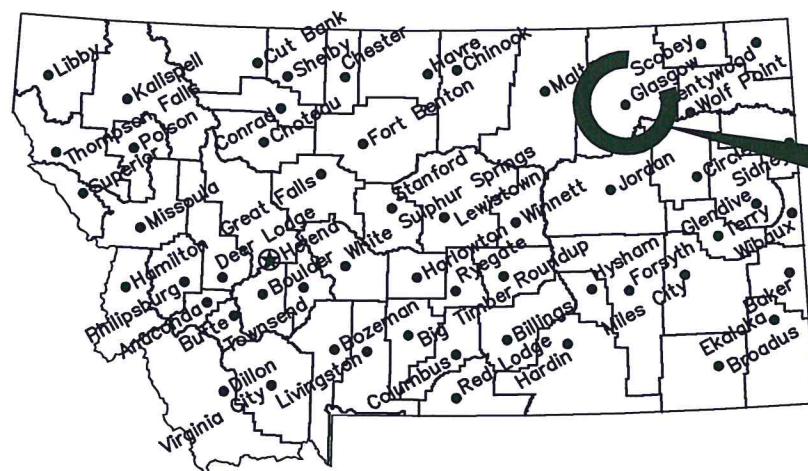 Libby
Kalispell
Cut Bank
Shelby
Chester
Havre
Chinook
Scobey
Glasgow
Wolf Point
Thompson Falls
Polson
Superior
Conrad
Choteau
Fort Benton
Missoula
Great Falls
Stanford
Lewistown
Winnett
Jordan
Sidney
Glendive
Terry
Wibaux
Deer Lodge
Helena
White Sulphur Springs
Hamilton
Philipsburg
Anaconda
Butte
Boulder
Townsend
Harlowton
Ryegate
Roundup
Hysham
Forsyth
Miles City
Baker
Ekalaka
Broadus
Bozeman
Big Timber
Livingston
Columbus
Billings
Red Lodge
Hardin
Dillon
Virginia City